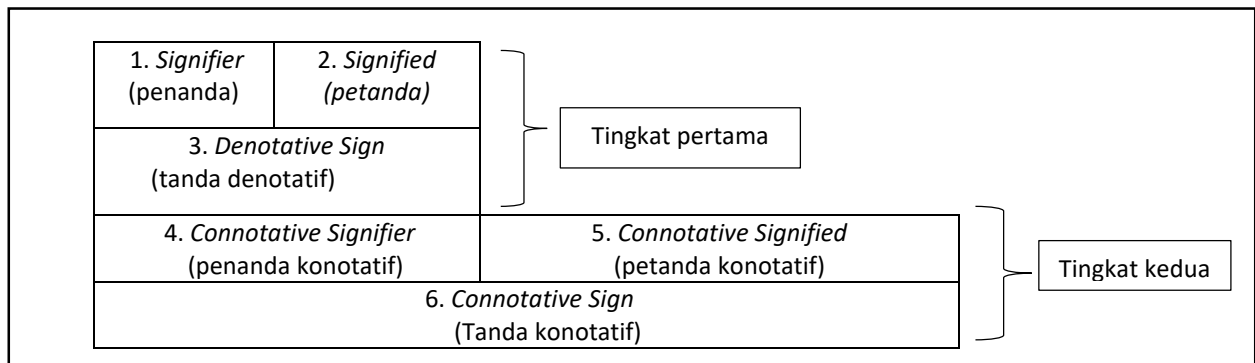 1. Signifier
(penanda)
2. Signified
(petanda)
3. Denotative Sign
(tanda denotatif)
Tingkat pertama
4. Connotative Signifier
(penanda konotatif)
5. Connotative Signified
(petanda konotatif)
6. Connotative Sign
(Tanda konotatif)
Tingkat kedua